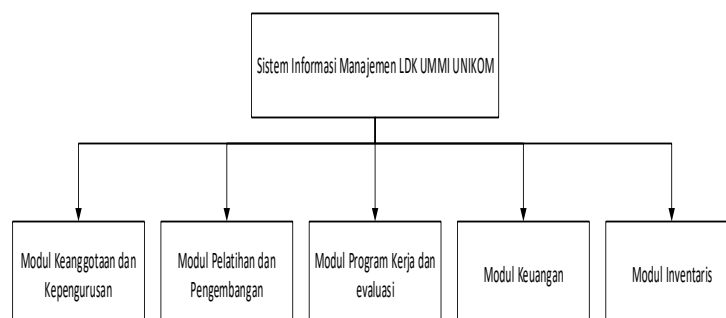 Sistem Informasi Manajemen LDK UMMI UNIKOM
Modul Keanggotaan dan
Kepengurusan
Modul Pelatihan dan
Pengembangan
Modul Program Kerja dan
evaluasi
Modul Keuangan
Modul Inventaris